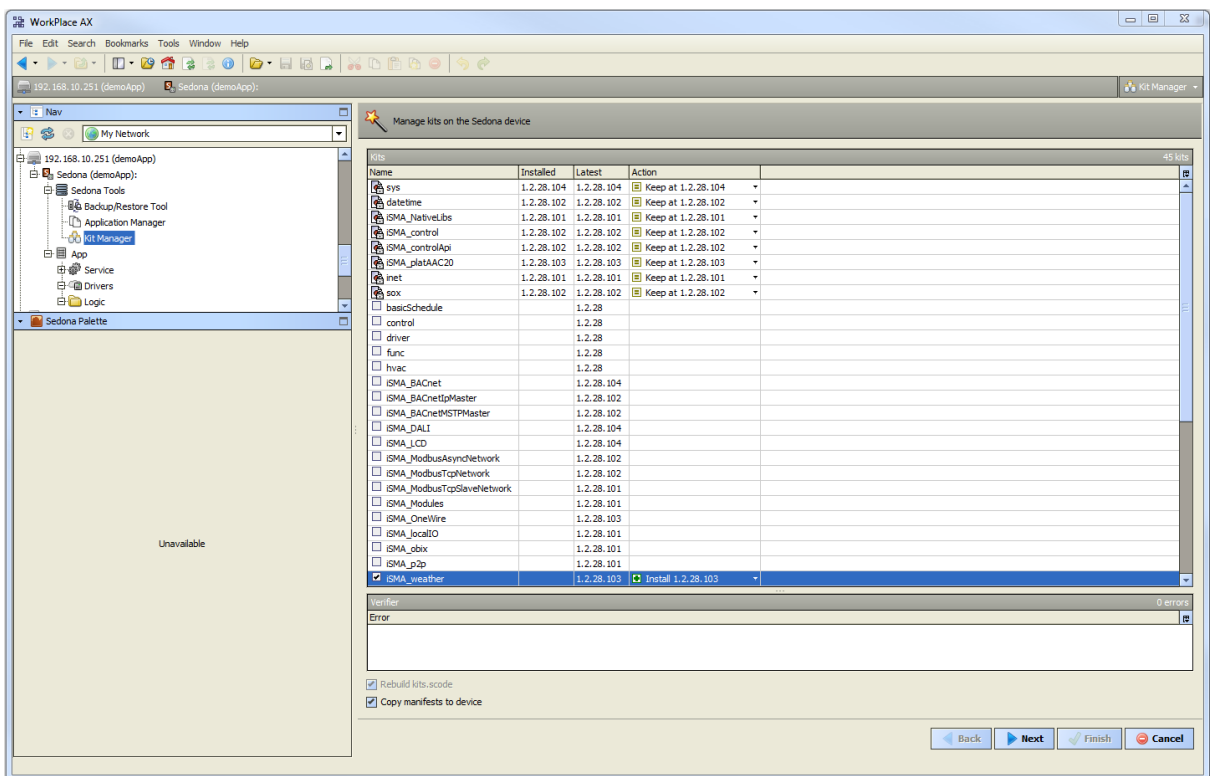 WorkPlace AX
File Edit Search Bookmarks Tools Window Help
192.168.10.251 (demoApp) Sedona (demoApp): Kit Manager
Nav
My Network
192.168.10.251 (demoApp)
Sedona (demoApp):
Sedona Tools
Backup/Restore Tool
Application Manager
Kit Manager
App
Service
Drivers
Logic
Sedona Palette
Unavailable
Manage kits on the Sedona device
Kits 45 kits
Name Installed Latest Action
sys 1.2.28.104 1.2.28.104 Keep at 1.2.28.104
datetime 1.2.28.102 1.2.28.102 Keep at 1.2.28.102
iSMA_NativeLibs 1.2.28.101 1.2.28.101 Keep at 1.2.28.101
iSMA_control 1.2.28.102 1.2.28.102 Keep at 1.2.28.102
iSMA_controlApi 1.2.28.102 1.2.28.102 Keep at 1.2.28.102
iSMA_platAAC20 1.2.28.103 1.2.28.103 Keep at 1.2.28.103
inet 1.2.28.101 1.2.28.101 Keep at 1.2.28.101
sox 1.2.28.102 1.2.28.102 Keep at 1.2.28.102
basicSchedule 1.2.28
control 1.2.28
driver 1.2.28
func 1.2.28
hvac 1.2.28
iSMA_BACnet 1.2.28.104
iSMA_BACnetIpMaster 1.2.28.102
iSMA_BACnetMSTPMaster 1.2.28.102
iSMA_DALI 1.2.28.104
iSMA_LCD 1.2.28.104
iSMA_ModbusAsyncNetwork 1.2.28.102
iSMA_ModbusTcpNetwork 1.2.28.102
iSMA_ModbusTcpSlaveNetwork 1.2.28.101
iSMA_Modules 1.2.28.101
iSMA_OneWire 1.2.28.103
iSMA_localIO 1.2.28.101
iSMA_obix 1.2.28.101
iSMA_p2p 1.2.28.101
iSMA_weather 1.2.28.103 Install 1.2.28.103
Verifier 0 errors
Error
Rebuild kits.scode
Copy manifests to device
Back Next Finish Cancel